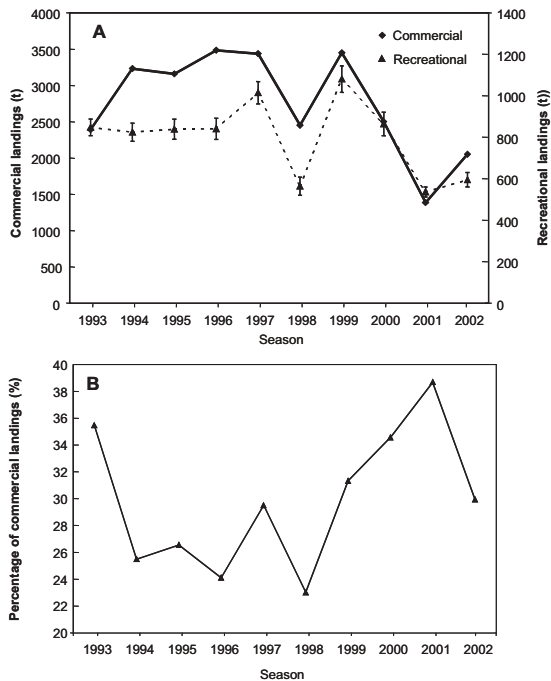 A
Commercial
Recreational
Commercial landings (t)
4000
3500
3000
2500
2000
1500
1000
500
0
Recreational landings (t))
1400
1200
1000
800
600
400
200
0
1993 1994 1995 1996 1997 1998 1999 2000 2001 2002
Season
B
Percentage of commercial landings (%)
40
38
36
34
32
30
28
26
24
22
20
1993 1994 1995 1996 1997 1998 1999 2000 2001 2002
Season